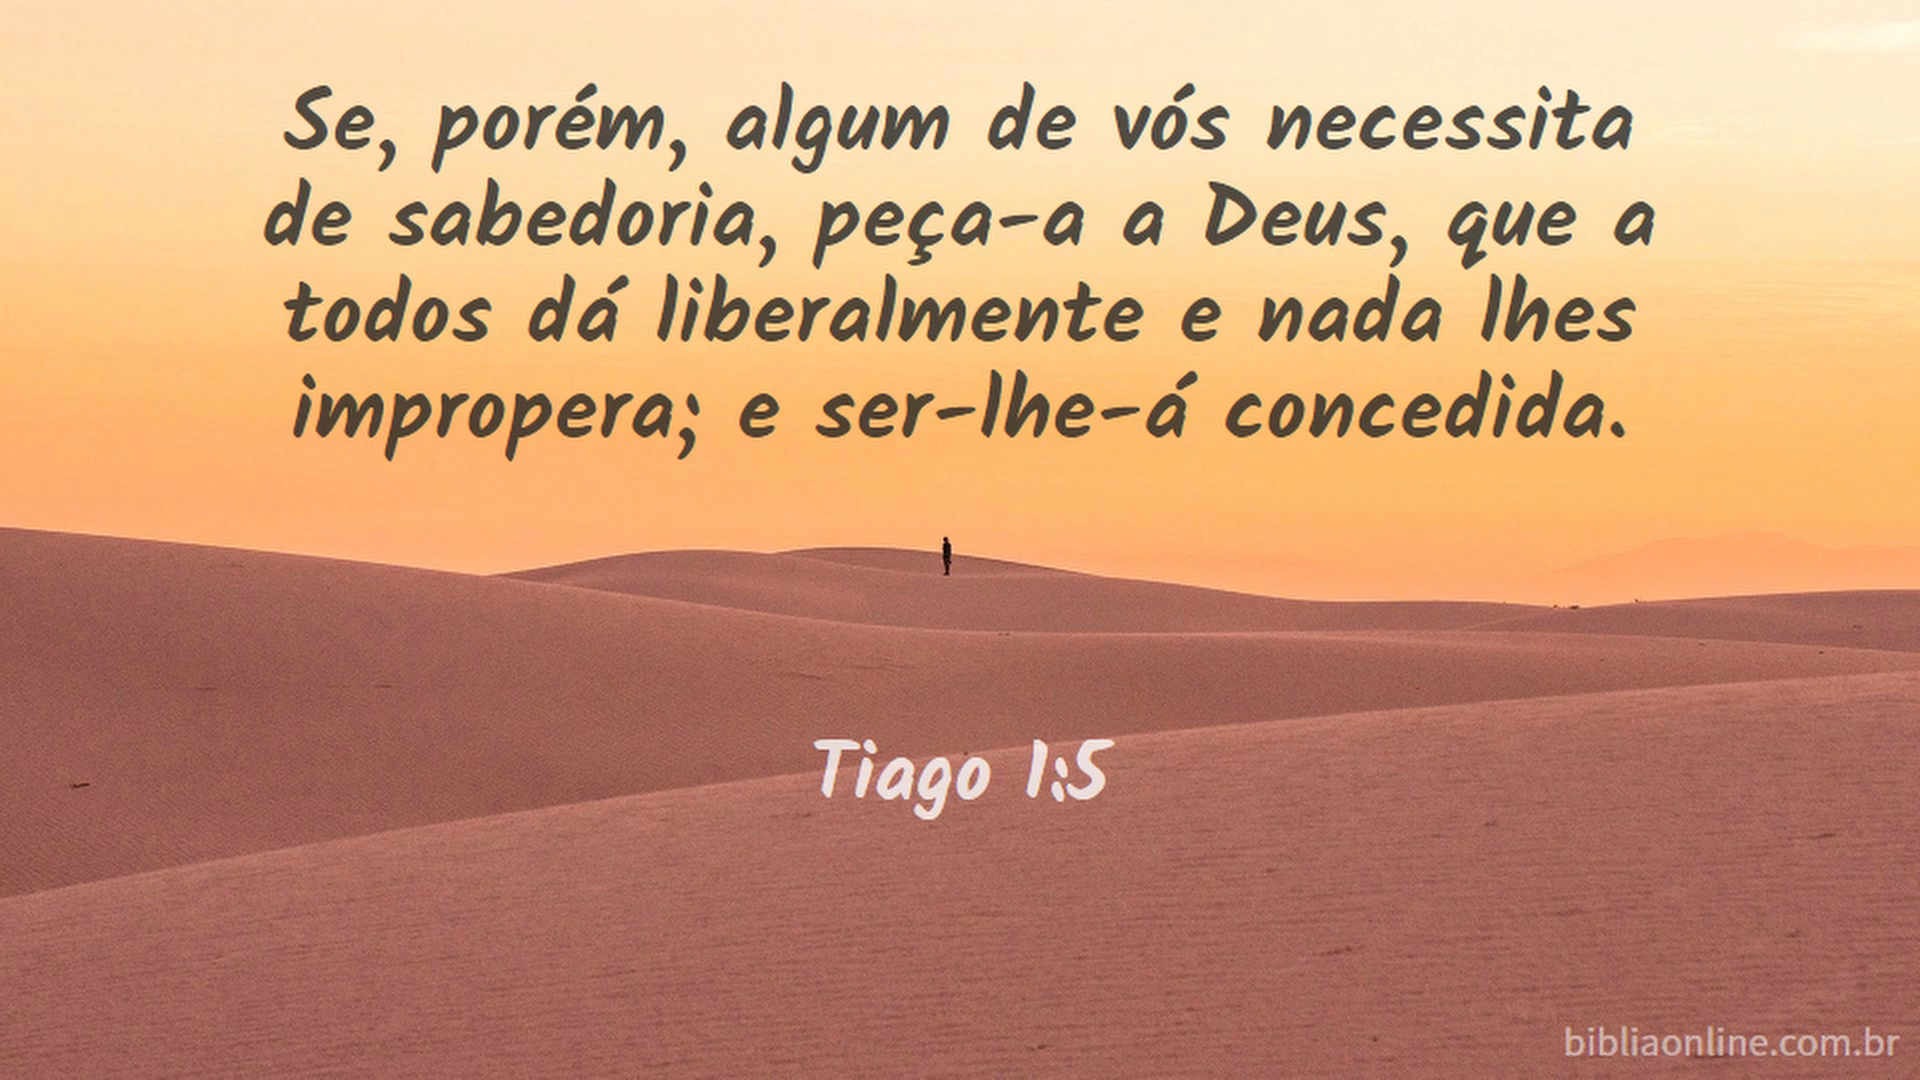 Se, porém, algum de vós necessita
de sabedoria, peça-a a Deus, que a
todos dá liberalmente e nada lhes
impropera; e ser-lhe-á concedida.
Tiago 1:5
bibliaonline.com.br